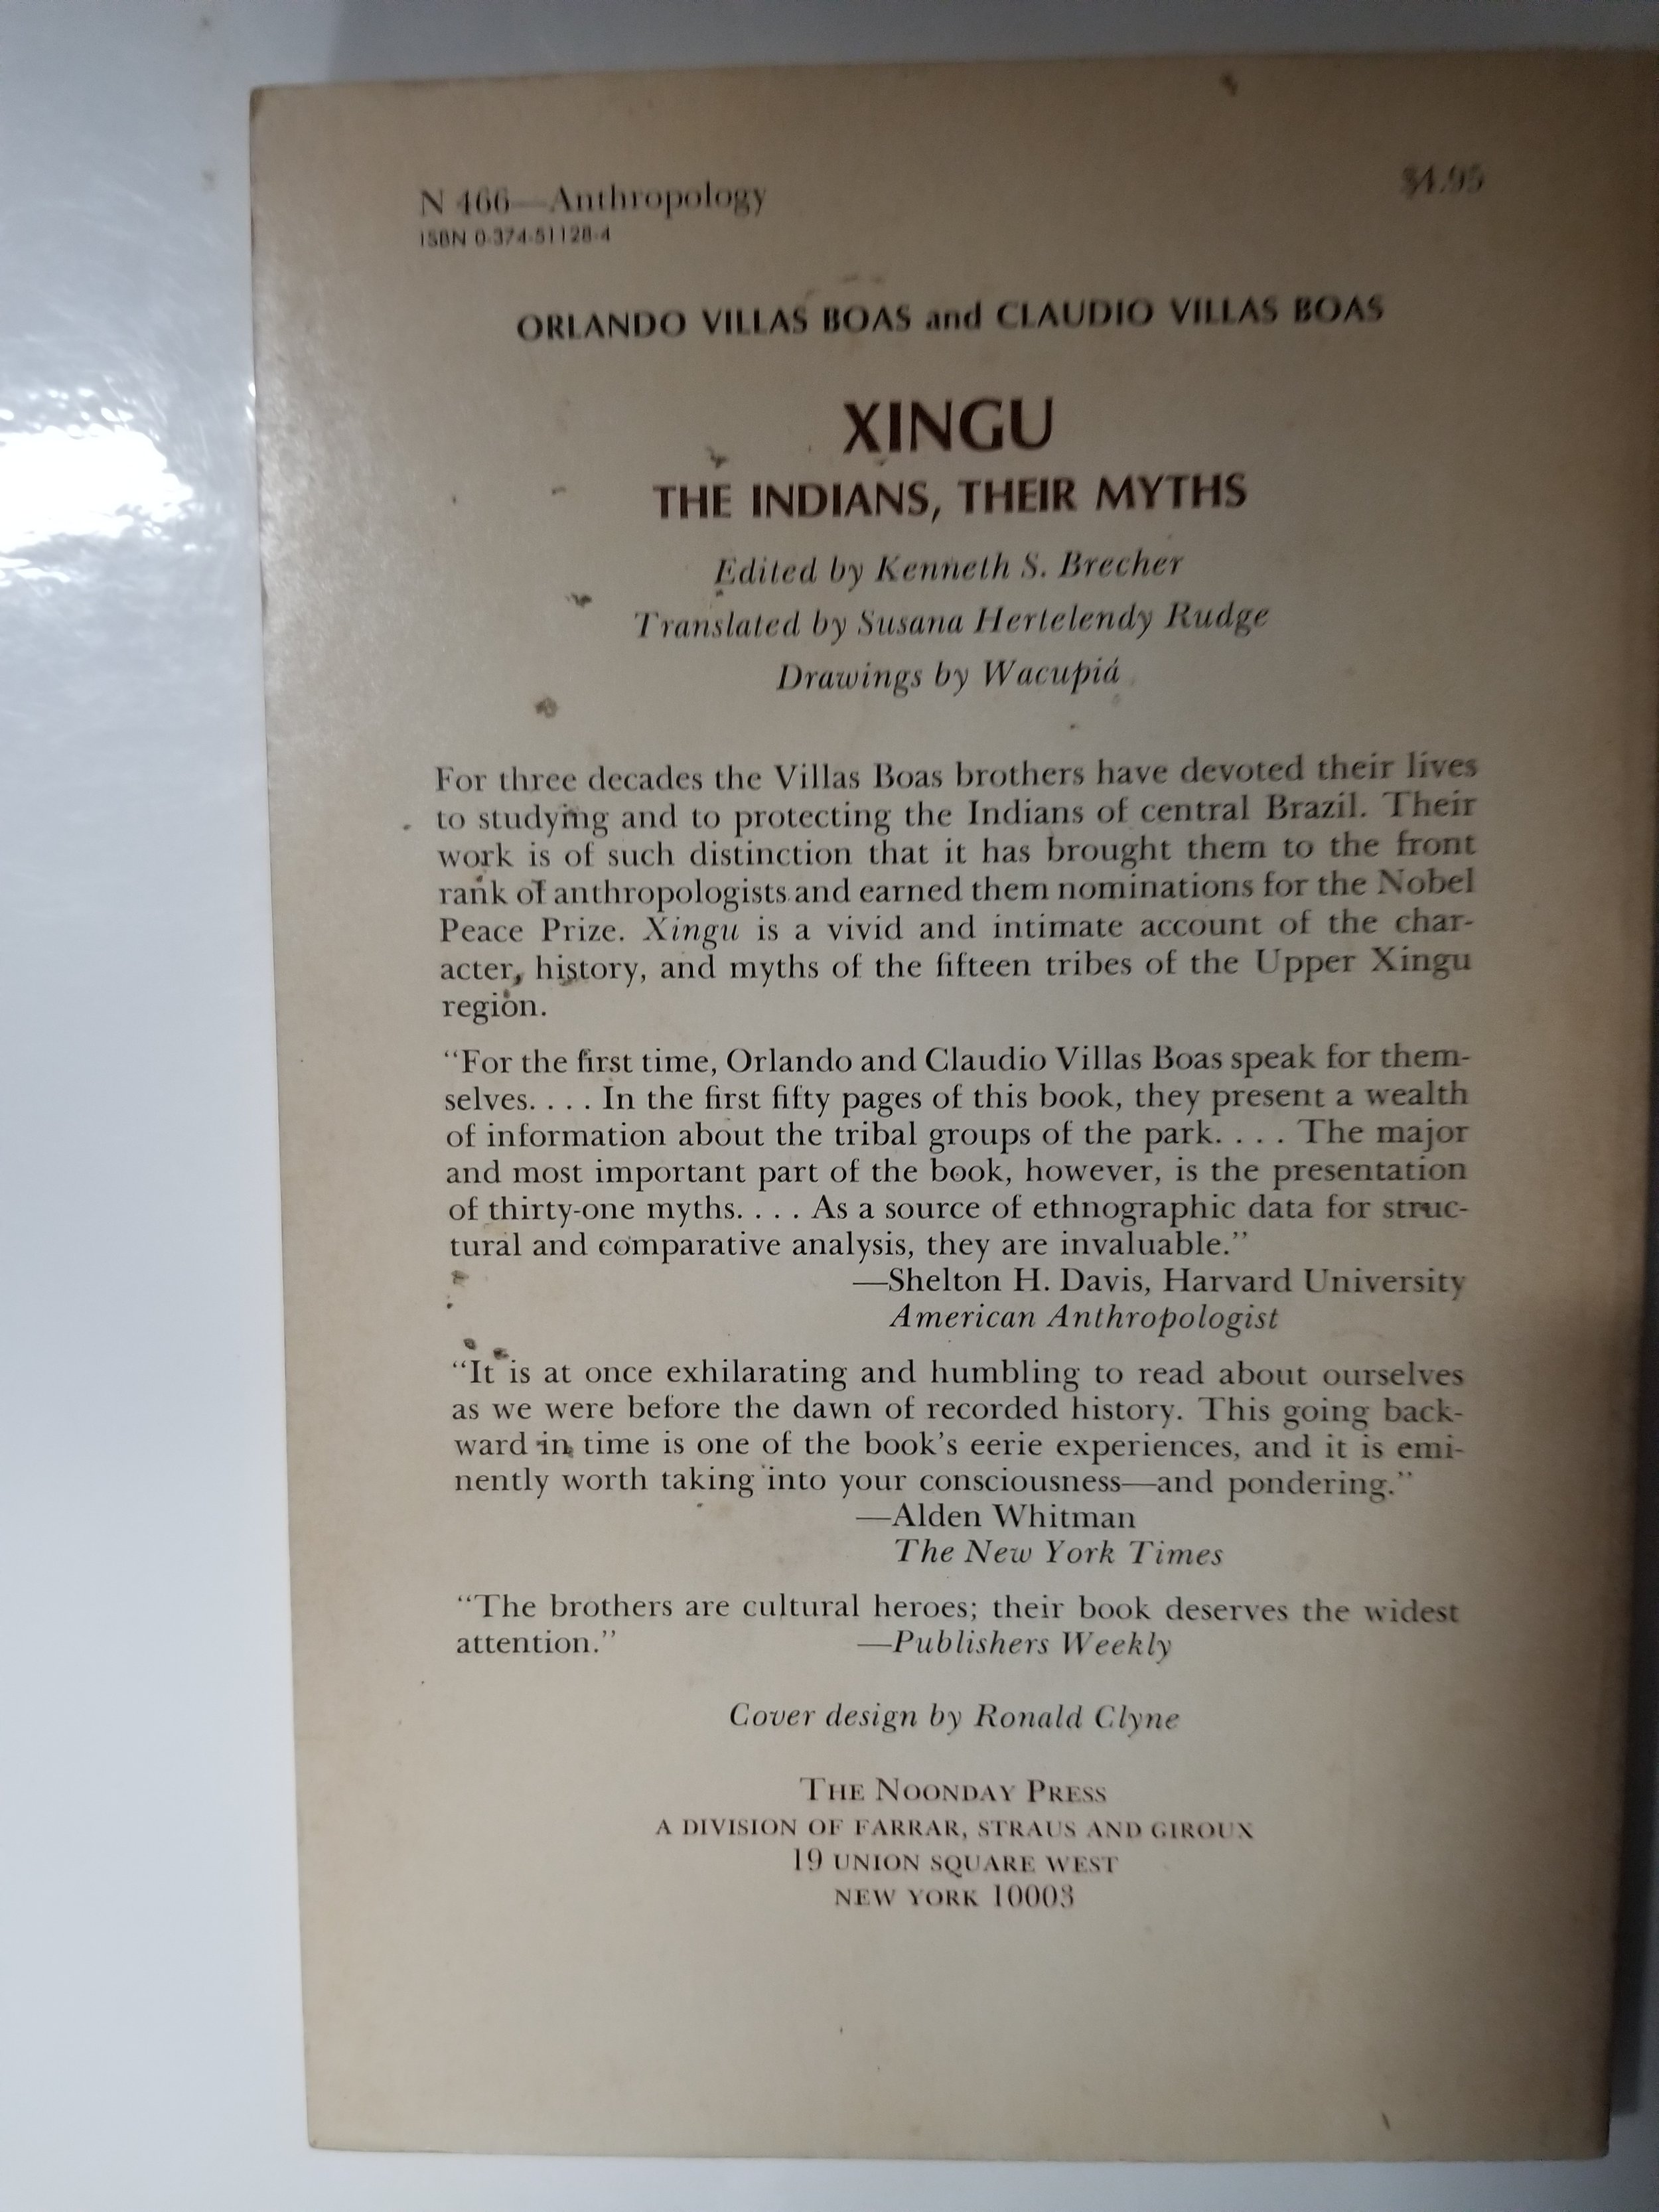 N 466—Anthropology
$4.95
ISBN 0-374-51128-4
ORLANDO VILLAS BOAS and CLAUDIO VILLAS BOAS
XINGU
THE INDIANS, THEIR MYTHS
Edited by Kenneth S. Brecher
Translated by Susana Hertelendy Rudge
Drawings by Wacupiá
For three decades the Villas Boas brothers have devoted their lives
to studying and to protecting the Indians of central Brazil. Their
work is of such distinction that it has brought them to the front
rank of anthropologists and earned them nominations for the Nobel
Peace Prize. Xingu is a vivid and intimate account of the char-
acter, history, and myths of the fifteen tribes of the Upper Xingu
region.
“For the first time, Orlando and Claudio Villas Boas speak for them-
selves. . . . In the first fifty pages of this book, they present a wealth
of information about the tribal groups of the park. . . . The major
and most important part of the book, however, is the presentation
of thirty-one myths. . . . As a source of ethnographic data for struc-
tural and comparative analysis, they are invaluable.”
—Shelton H. Davis, Harvard University
American Anthropologist
“It is at once exhilarating and humbling to read about ourselves
as we were before the dawn of recorded history. This going back-
ward in time is one of the book’s eerie experiences, and it is emi-
nently worth taking into your consciousness—and pondering.”
—Alden Whitman
The New York Times
“The brothers are cultural heroes; their book deserves the widest
attention.” —Publishers Weekly
Cover design by Ronald Clyne
THE NOONDAY PRESS
A DIVISION OF FARRAR, STRAUS AND GIROUX
19 UNION SQUARE WEST
NEW YORK 10003